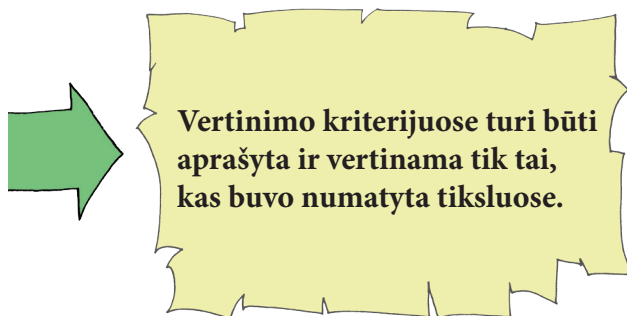 Vertinimo kriterijuose turi būti
aprašyta ir vertinama tik tai,
kas buvo numatyta tiksluose.